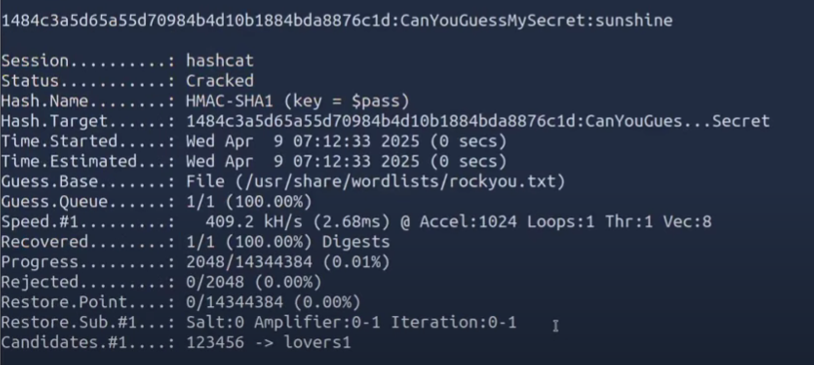 1484c3a5d65a55d70984b4d10b1884bda8876c1d:CanYouGuessMySecret:sunshine
Session..........: hashcat
Status...........: Cracked
Hash.Name........: HMAC-SHA1 (key = $pass)
Hash.Target......: 1484c3a5d65a55d70984b4d10b1884bda8876c1d:CanYouGues...Secret
Time.Started.....: Wed Apr  9 07:12:33 2025 (0 secs)
Time.Estimated...: Wed Apr  9 07:12:33 2025 (0 secs)
Guess.Base.......: File (/usr/share/wordlists/rockyou.txt)
Guess.Queue......: 1/1 (100.00%)
Speed.#1.........:   409.2 kH/s (2.68ms) @ Accel:1024 Loops:1 Thr:1 Vec:8
Recovered........: 1/1 (100.00%) Digests
Progress.........: 2048/14344384 (0.01%)
Rejected.........: 0/2048 (0.00%)
Restore.Point....: 0/14344384 (0.00%)
Restore.Sub.#1...: Salt:0 Amplifier:0-1 Iteration:0-1
Candidates.#1....: 123456 -> lovers1